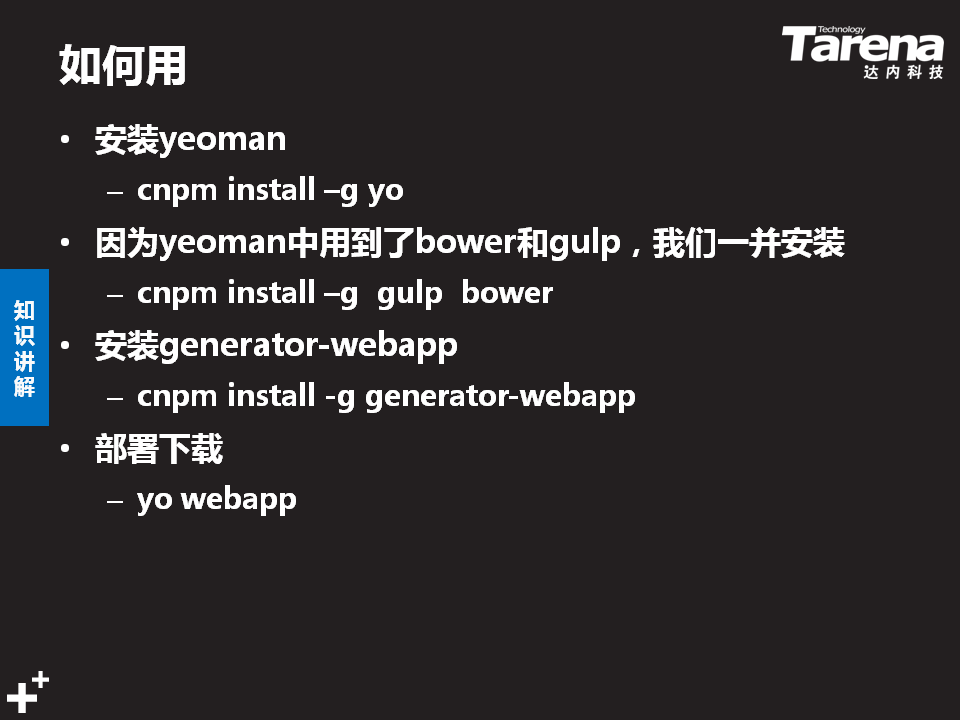 如何用
Technology
Tarena
达内科技
• 安装yeoman
– cnpm install –g yo
• 因为yeoman中用到了bower和gulp，我们一并安装
– cnpm install –g  gulp  bower
• 安装generator-webapp
– cnpm install -g generator-webapp
• 部署下载
– yo webapp
知识讲解